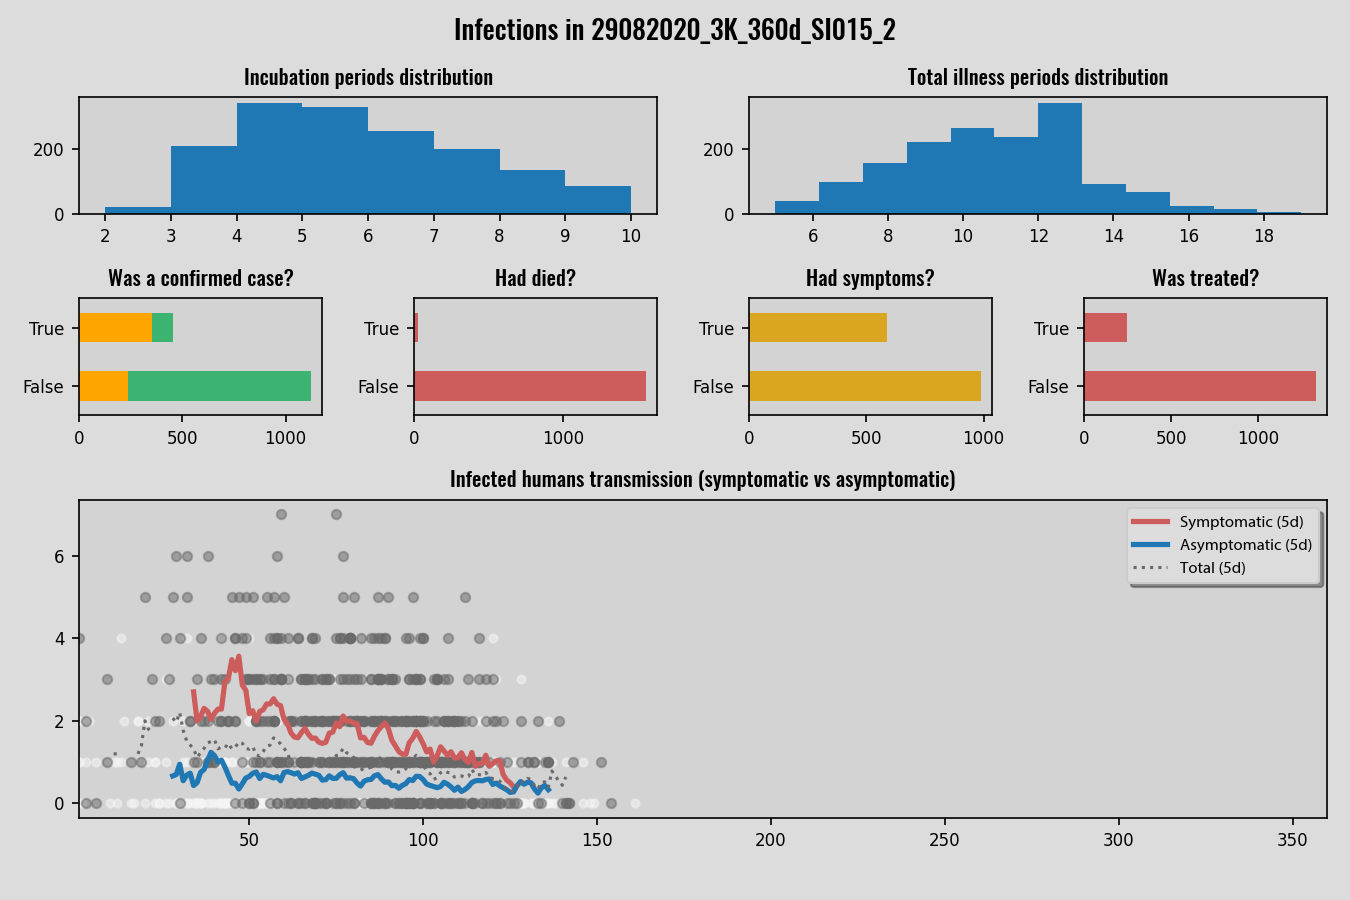 Infections in 29082020_3K_360d_SI015_2
Incubation periods distribution
Total illness periods distribution
200
0
2 3 4 5 6 7 8 9 10
200
0
6 8 10 12 14 16 18
Was a confirmed case?
Had died?
Had symptoms?
Was treated?
True
False
0 500 1000
True
False
0 1000
True
False
0 500 1000
True
False
0 500 1000
Infected humans transmission (symptomatic vs asymptomatic)
Symptomatic (5d)
Asymptomatic (5d)
Total (5d)
6
4
2
0
50 100 150 200 250 300 350